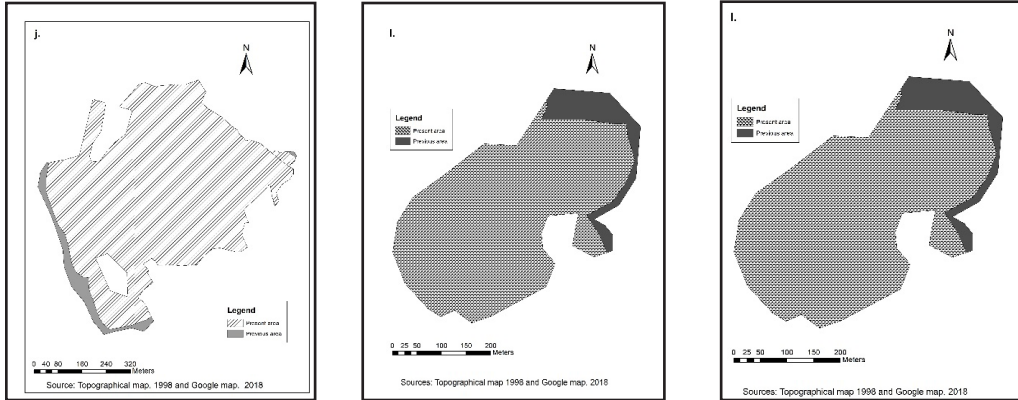 j.
N
Legend
Present area
Previous area
0 40 80 160 240 320
Meters
Source: Topographical map. 1998 and Google map. 2018
l.
N
Legend
Present area
Previous area
0 25 50 100 150 200
Meters
Sources: Topographical map 1998 and Google map. 2018
l.
N
Legend
Present area
Previous area
0 25 50 100 150 200
Meters
Sources: Topographical map 1998 and Google map. 2018